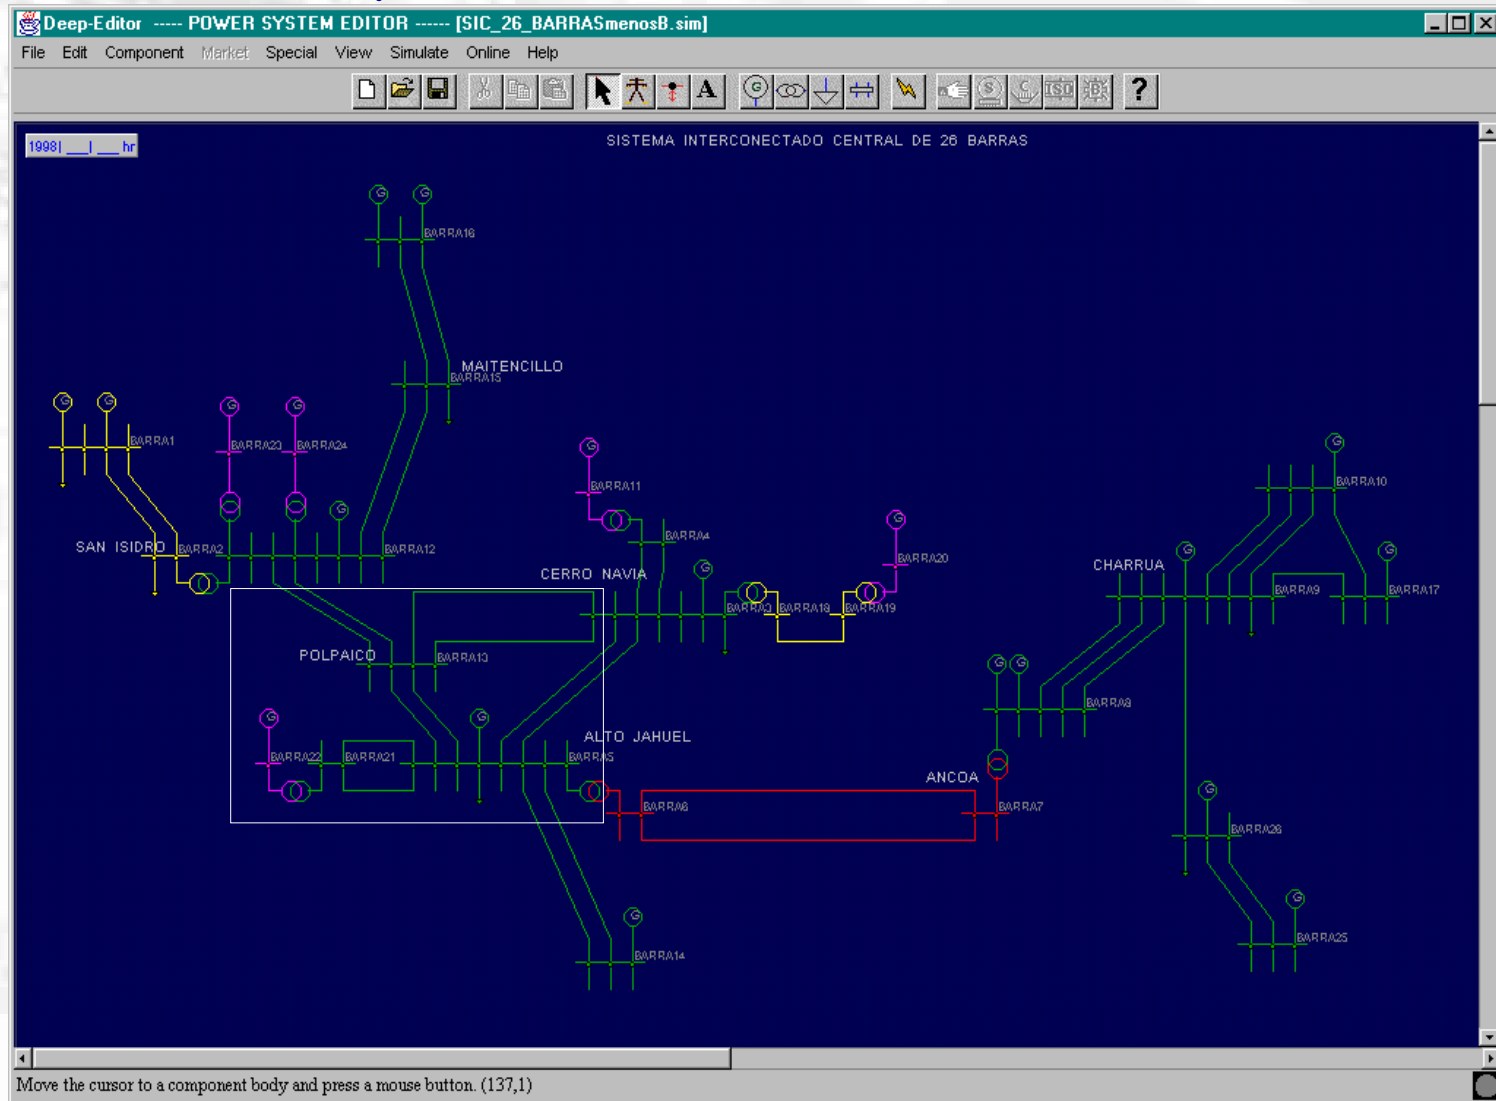 Deep-Editor ----- POWER SYSTEM EDITOR ------ [SIC_26_BARRASmenosB.sim]
File Edit Component Market Special View Simulate Online Help
A G S C ISO B ?
1998| ___| ___ hr
SISTEMA INTERCONECTADO CENTRAL DE 26 BARRAS
G G
BARRA16
MAITENCILLO
BARRA15
G G G G
BARRA1 BARRA23 BARRA24
G
BARRA11
G
BARRA10
G G
SAN ISIDRO BARRA2 BARRA12
BARRA4
BARRA20
G G
CHARRUA
CERRO NAVIA G
BARRA3 BARRA18 BARRA19
BARRA9 BARRA17
POLPAICO BARRA13
G G
BARRA8
G G
ALTO JAHUEL
BARRA22 BARRA21 BARRA5
ANCOA
BARRA6 BARRA7
G
BARRA26
G
BARRA25
G
BARRA14
Move the cursor to a component body and press a mouse button. (137,1)